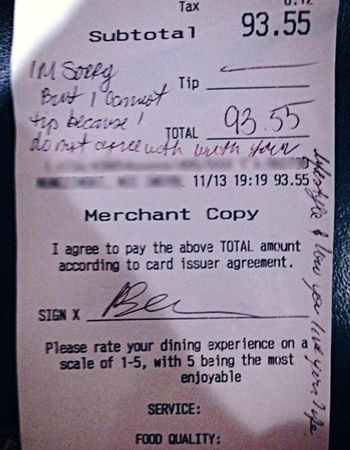 Tax
Subtotal 93.55
I'm Sorry
But I cannot Tip
tip because I
TOTAL 93.55
do not agree with with your
lifestyle & how you live your life.
11/13 19:19 93.55
Merchant Copy
I agree to pay the above TOTAL amount
according to card issuer agreement.
SIGN X
Please rate your dining experience on a
scale of 1-5, with 5 being the most
enjoyable
SERVICE:
FOOD QUALITY: